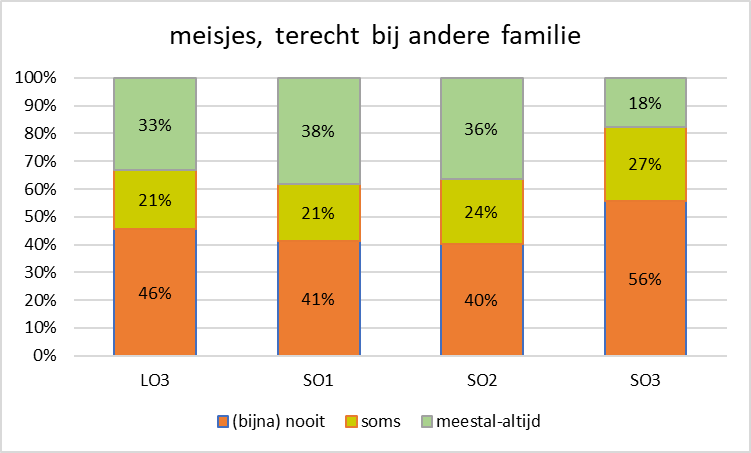 meisjes, terecht bij andere familie
100%
90%
80%
70%
60%
50%
40%
30%
20%
10%
0%
33% 38% 36% 18%
21% 21% 24% 27%
46% 41% 40% 56%
LO3 SO1 SO2 SO3
(bijna) nooit soms meestal-altijd